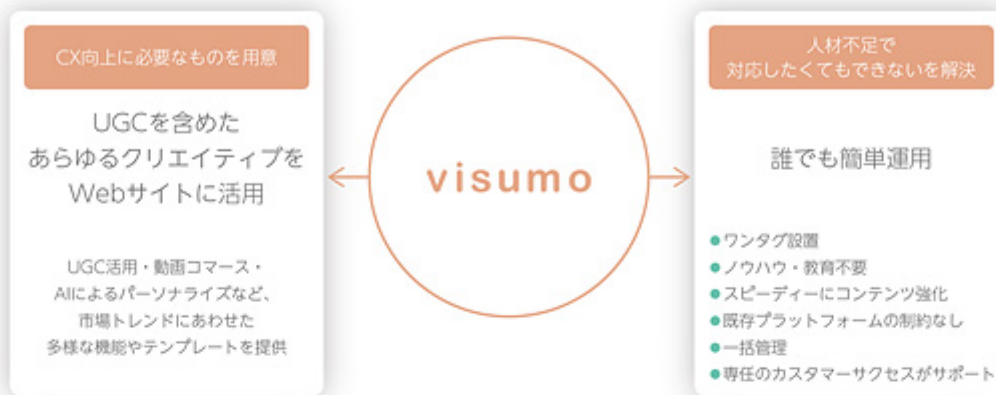 CX向上に必要なものを用意
UGCを含めた
あらゆるクリエイティブを
Webサイトに活用
UGC活用・動画コマース・
AIによるパーソナライズなど、
市場トレンドにあわせた
多様な機能やテンプレートを提供
visumo
人材不足で
対応したくてもできないを解決
誰でも簡単運用
●ワンタグ設置
●ノウハウ・教育不要
●スピーディーにコンテンツ強化
●既存プラットフォームの制約なし
●一括管理
●専任のカスタマーサクセスがサポート